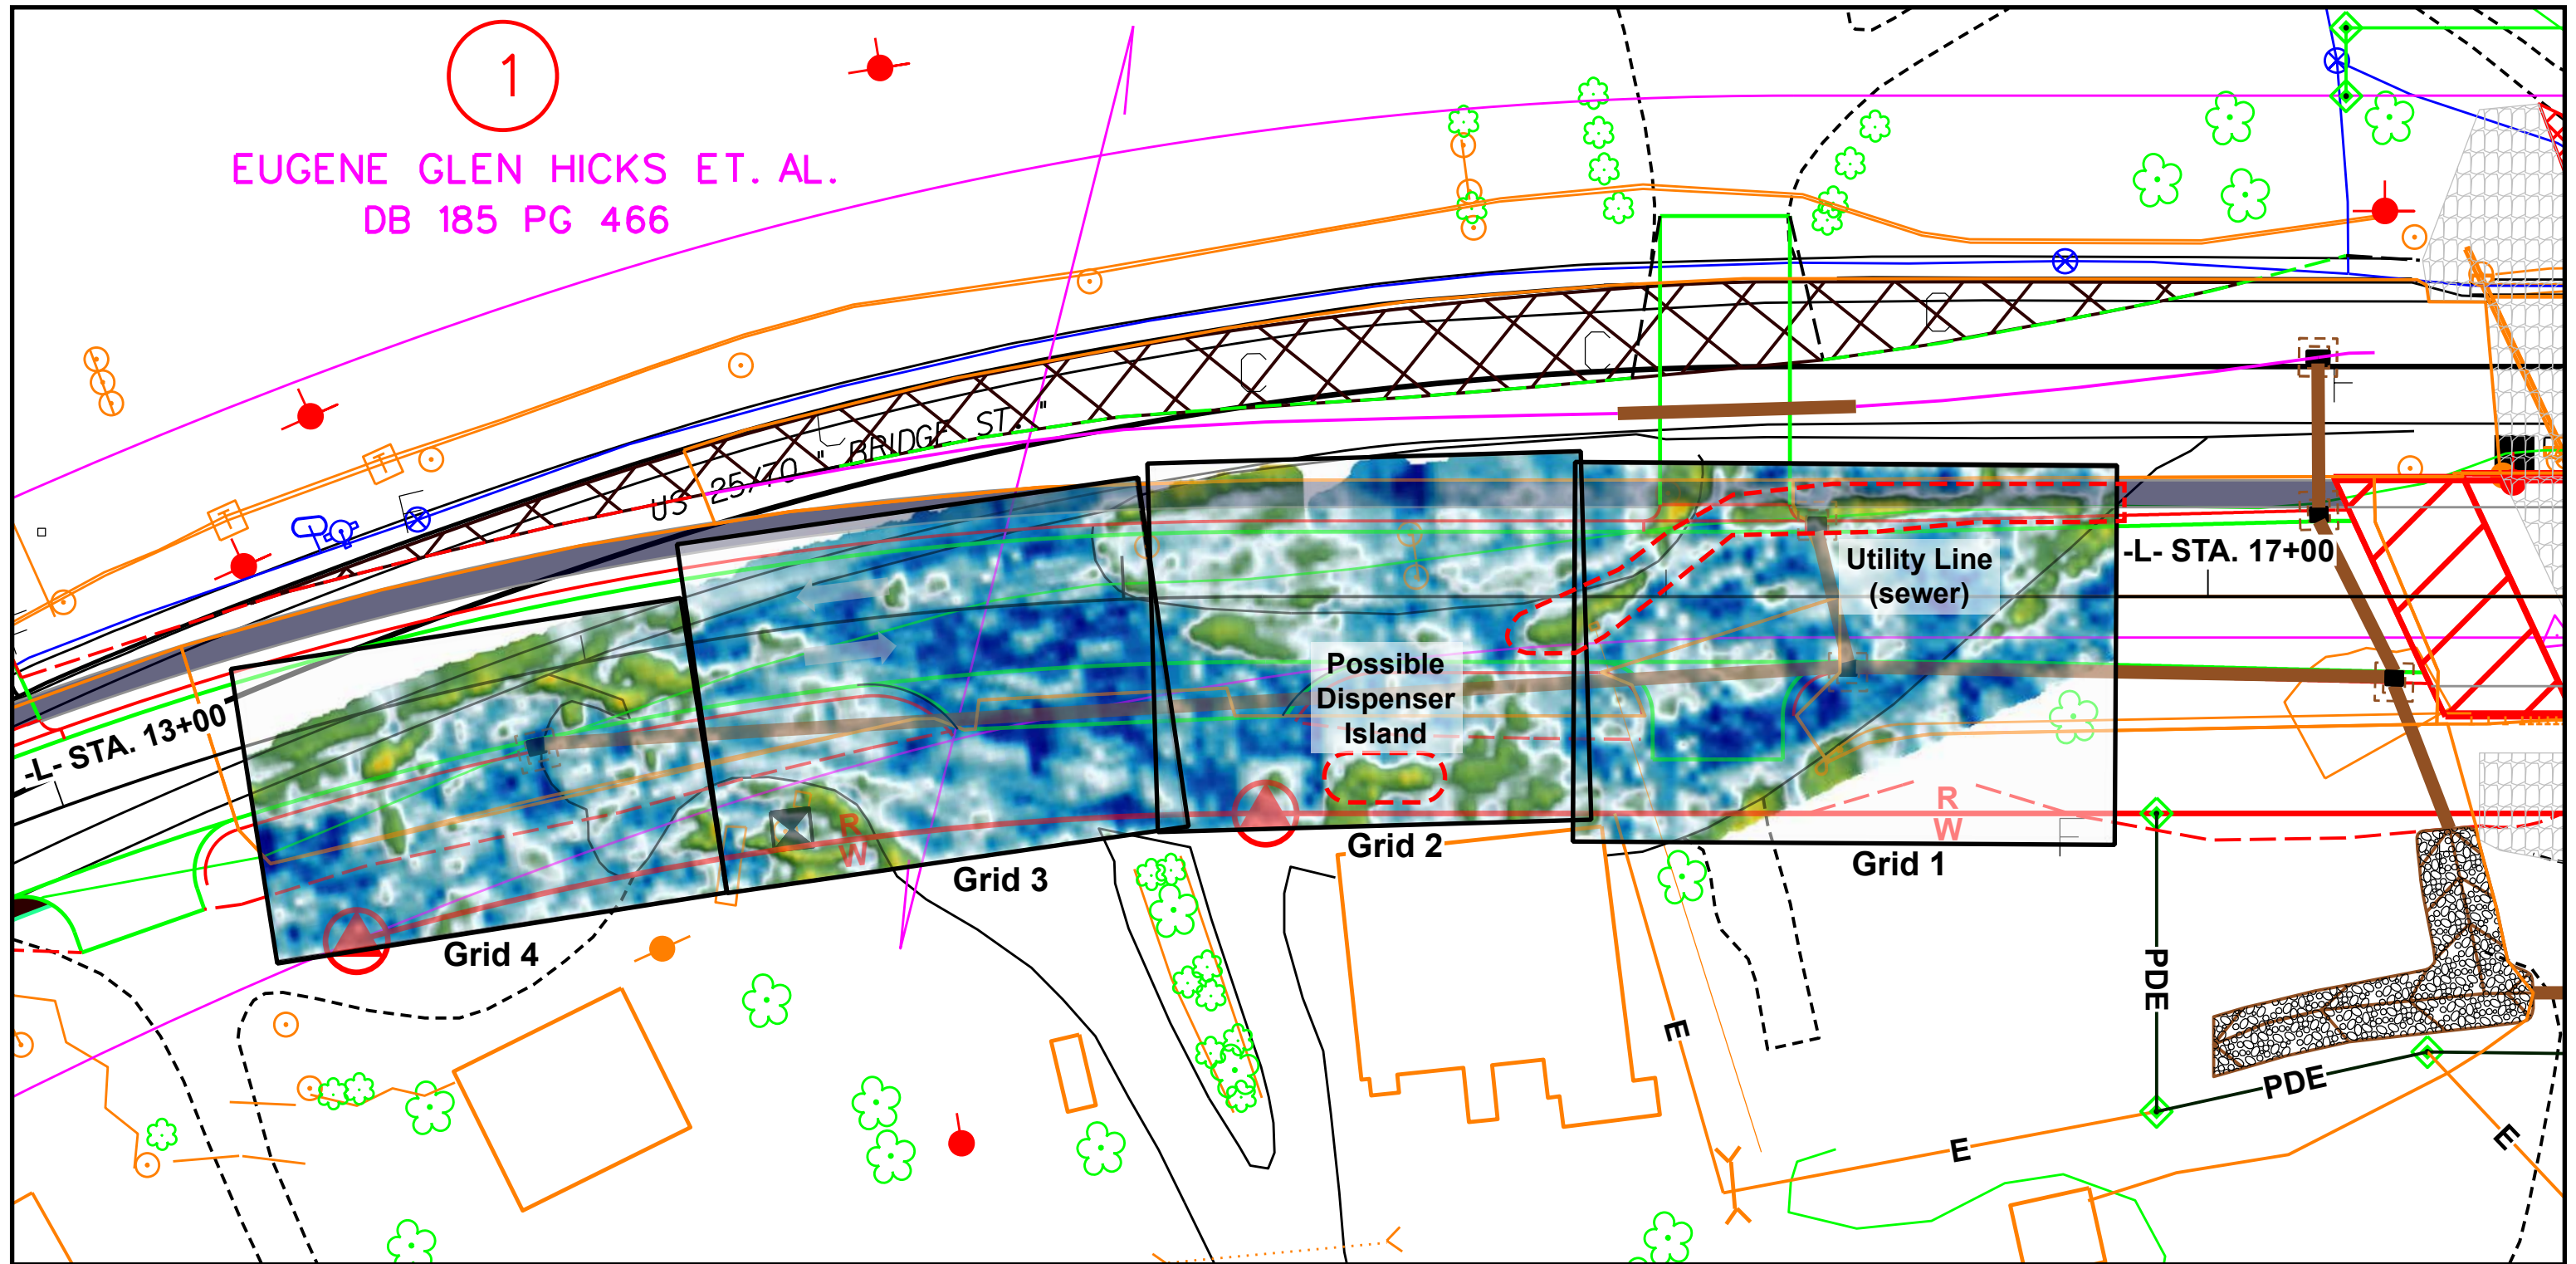 1
EUGENE GLEN HICKS ET. AL.
DB 185 PG 466
US 25/70 " BRIDGE ST. "
T
T
-L- STA. 13+00
-L- STA. 17+00
Utility Line
(sewer)
Possible
Dispenser
Island
R
W
R
W
Grid 4
Grid 3
Grid 2
Grid 1
PDE
PDE
E
E
E